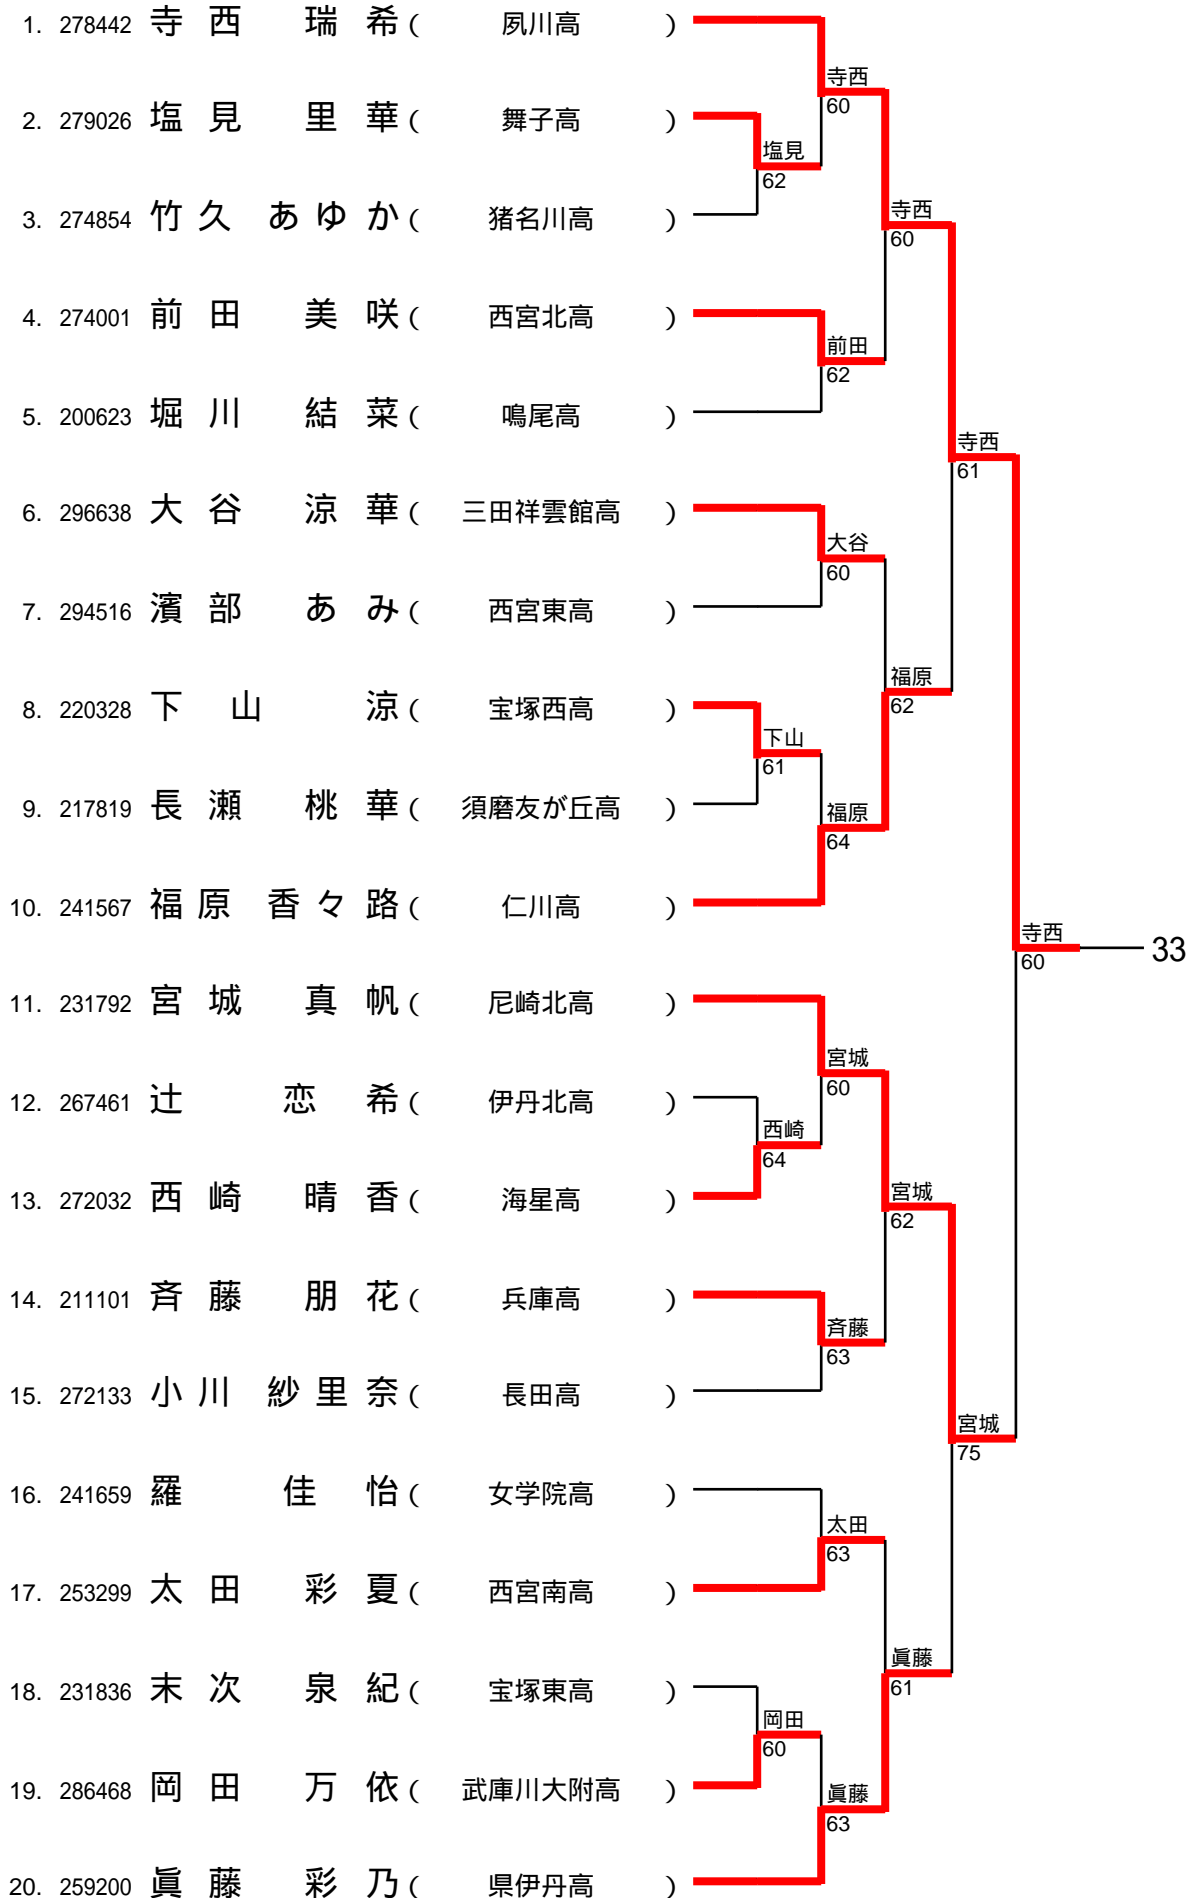 1. 278442 寺西 瑞希 ( 夙川高 )
寺西
60
2. 279026 塩見 里華 ( 舞子高 )
塩見
62
3. 274854 竹久 あゆか ( 猪名川高 )
寺西
60
4. 274001 前田 美咲 ( 西宮北高 )
前田
62
5. 200623 堀川 結菜 ( 鳴尾高 )
寺西
61
6. 296638 大谷 涼華 ( 三田祥雲館高 )
大谷
60
7. 294516 濱部 あみ ( 西宮東高 )
福原
62
8. 220328 下山 涼 ( 宝塚西高 )
下山
61
9. 217819 長瀬 桃華 ( 須磨友が丘高 )
福原
64
10. 241567 福原 香々路 ( 仁川高 )
寺西
60
33
11. 231792 宮城 真帆 ( 尼崎北高 )
宮城
60
12. 267461 辻 恋希 ( 伊丹北高 )
西崎
64
13. 272032 西崎 晴香 ( 海星高 )
宮城
62
14. 211101 斉藤 朋花 ( 兵庫高 )
斉藤
63
15. 272133 小川 紗里奈 ( 長田高 )
宮城
75
16. 241659 羅 佳怡 ( 女学院高 )
太田
63
17. 253299 太田 彩夏 ( 西宮南高 )
眞藤
61
18. 231836 末次 泉紀 ( 宝塚東高 )
岡田
60
19. 286468 岡田 万依 ( 武庫川大附高 )
眞藤
63
20. 259200 眞藤 彩乃 ( 県伊丹高 )